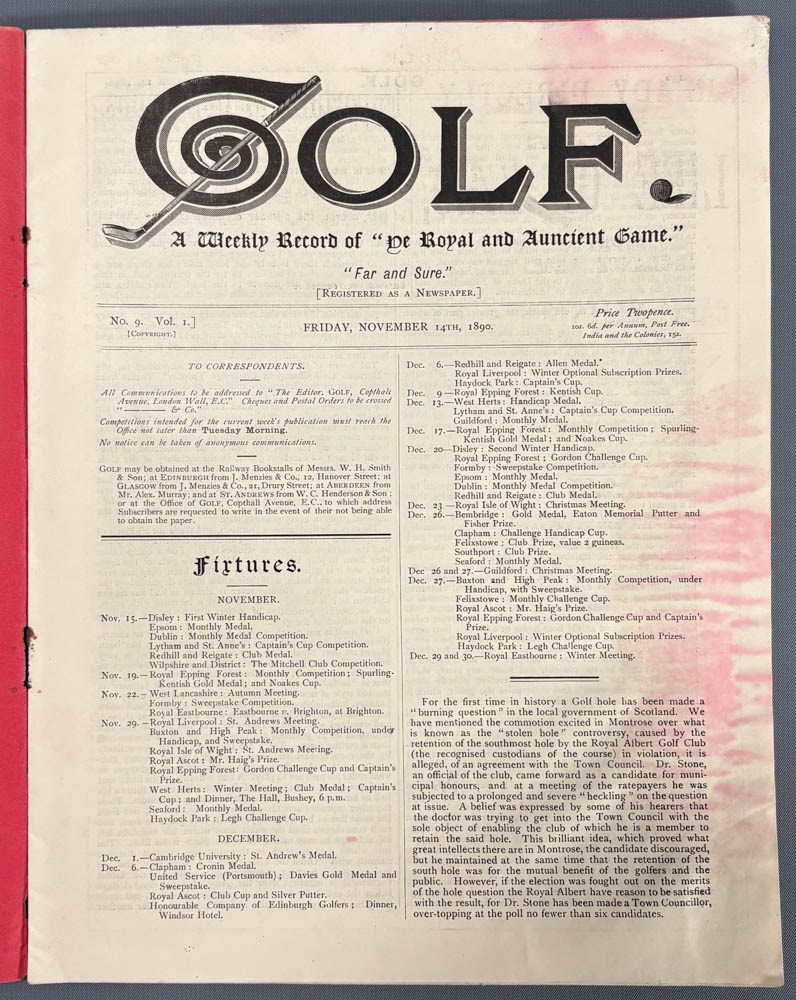 GOLF.
A Weekly Record of "ye Royal and Auncient Game."
"Far and Sure."
[REGISTERED AS A NEWSPAPER.]
No. 9. Vol. 1.]
[COPYRIGHT.]
FRIDAY, NOVEMBER 14TH, 1890.
Price Twopence.
10s. 6d. per Annum, Post Free.
India and the Colonies, 15s.
TO CORRESPONDENTS.
All Communications to be addressed to "The Editor, GOLF, Copthall
Avenue, London Wall, E.C." Cheques and Postal Orders to be crossed
"——— & Co."
Competitions intended for the current week's publication must reach the
Office not later than Tuesday Morning.
No notice can be taken of anonymous communications.
GOLF may be obtained at the Railway Bookstalls of Messrs. W. H. Smith
& Son; at EDINBURGH from J. Menzies & Co., 12, Hanover Street; at
GLASGOW from J. Menzies & Co., 21, Drury Street; at ABERDEEN from
Mr. Alex. Murray; and at ST. ANDREWS from W. C. Henderson & Son;
or at the Office of GOLF, Copthall Avenue, E.C., to which address
Subscribers are requested to write in the event of their not being able
to obtain the paper.
Fixtures.
NOVEMBER.
Nov. 15.—Disley: First Winter Handicap.
Epsom: Monthly Medal.
Dublin: Monthly Medal Competition.
Lytham and St. Anne's: Captain's Cup Competition.
Redhill and Reigate: Club Medal.
Wilpshire and District: The Mitchell Club Competition.
Nov. 19.—Royal Epping Forest: Monthly Competition; Spurling-
Kentish Gold Medal; and Noakes Cup.
Nov. 22.—West Lancashire: Autumn Meeting.
Formby: Sweepstake Competition.
Royal Eastbourne: Eastbourne v. Brighton, at Brighton.
Nov. 29.—Royal Liverpool: St. Andrews Meeting.
Buxton and High Peak: Monthly Competition, under
Handicap, and Sweepstake.
Royal Isle of Wight: St. Andrews Meeting.
Royal Ascot: Mr. Haig's Prize.
Royal Epping Forest: Gordon Challenge Cup and Captain's
Prize.
West Herts: Winter Meeting; Club Medal; Captain's
Cup; and Dinner, The Hall, Bushey, 6 p.m.
Seaford: Monthly Medal.
Haydock Park; Legh Challenge Cup.
DECEMBER.
Dec. 1.—Cambridge University: St. Andrew's Medal.
Dec. 6.—Clapham: Cronin Medal.
United Service (Portsmouth); Davies Gold Medal and
Sweepstake.
Royal Ascot: Club Cup and Silver Putter.
Honourable Company of Edinburgh Golfers; Dinner,
Windsor Hotel.
Dec. 6.—Redhill and Reigate: Allen Medal.
Royal Liverpool: Winter Optional Subscription Prizes.
Haydock Park: Captain's Cup.
Dec. 9—Royal Epping Forest: Kentish Cup.
Dec. 13.—West Herts: Handicap Medal.
Lytham and St. Anne's: Captain's Cup Competition.
Guildford: Monthly Medal.
Dec. 17.—Royal Epping Forest: Monthly Competition; Spurling-
Kentish Gold Medal; and Noakes Cup.
Dec. 20—Disley: Second Winter Handicap.
Royal Epping Forest; Gordon Challenge Cup.
Formby: Sweepstake Competition.
Epsom: Monthly Medal.
Dublin: Monthly Medal Competition.
Redhill and Reigate: Club Medal.
Dec. 23—Royal Isle of Wight: Christmas Meeting.
Dec. 26.—Bembridge: Gold Medal, Eaton Memorial Putter and
Fisher Prize.
Clapham: Challenge Handicap Cup.
Felixstowe: Club Prize, value 2 guineas.
Southport: Club Prize.
Seaford: Monthly Medal.
Dec 26 and 27.—Guildford: Christmas Meeting.
Dec. 27.—Buxton and High Peak: Monthly Competition, under
Handicap, with Sweepstake.
Felixstowe: Monthly Challenge Cup.
Royal Ascot: Mr. Haig's Prize.
Royal Epping Forest: Gordon Challenge Cup and Captain's
Prize.
Royal Liverpool: Winter Optional Subscription Prizes.
Haydock Park: Legh Challenge Cup.
Dec. 29 and 30.—Royal Eastbourne: Winter Meeting.
For the first time in history a Golf hole has been made a
"burning question" in the local government of Scotland. We
have mentioned the commotion excited in Montrose over what
is known as the "stolen hole" controversy, caused by the
retention of the southmost hole by the Royal Albert Golf Club
(the recognised custodians of the course) in violation, it is
alleged, of an agreement with the Town Council. Dr. Stone,
an official of the club, came forward as a candidate for muni-
cipal honours, and at a meeting of the ratepayers he was
subjected to a prolonged and severe "heckling" on the question
at issue. A belief was expressed by some of his hearers that
the doctor was trying to get into the Town Council with the
sole object of enabling the club of which he is a member to
retain the said hole. This brilliant idea, which proved what
great intellects there are in Montrose, the candidate discouraged,
but he maintained at the same time that the retention of the
south hole was for the mutual benefit of the golfers and the
public. However, if the election was fought out on the merits
of the hole question the Royal Albert have reason to be satisfied
with the result, for Dr. Stone has been made a Town Councillor,
over-topping at the poll no fewer than six candidates.